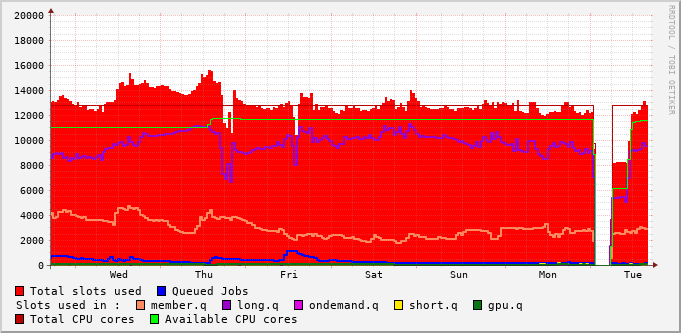 RRDTOOL / TOBI OETIKER
20000
18000
16000
14000
12000
10000
8000
6000
4000
2000
0
Wed Thu Fri Sat Sun Mon Tue
Total slots used Queued Jobs
Slots used in : member.q long.q ondemand.q short.q gpu.q
Total CPU cores Available CPU cores